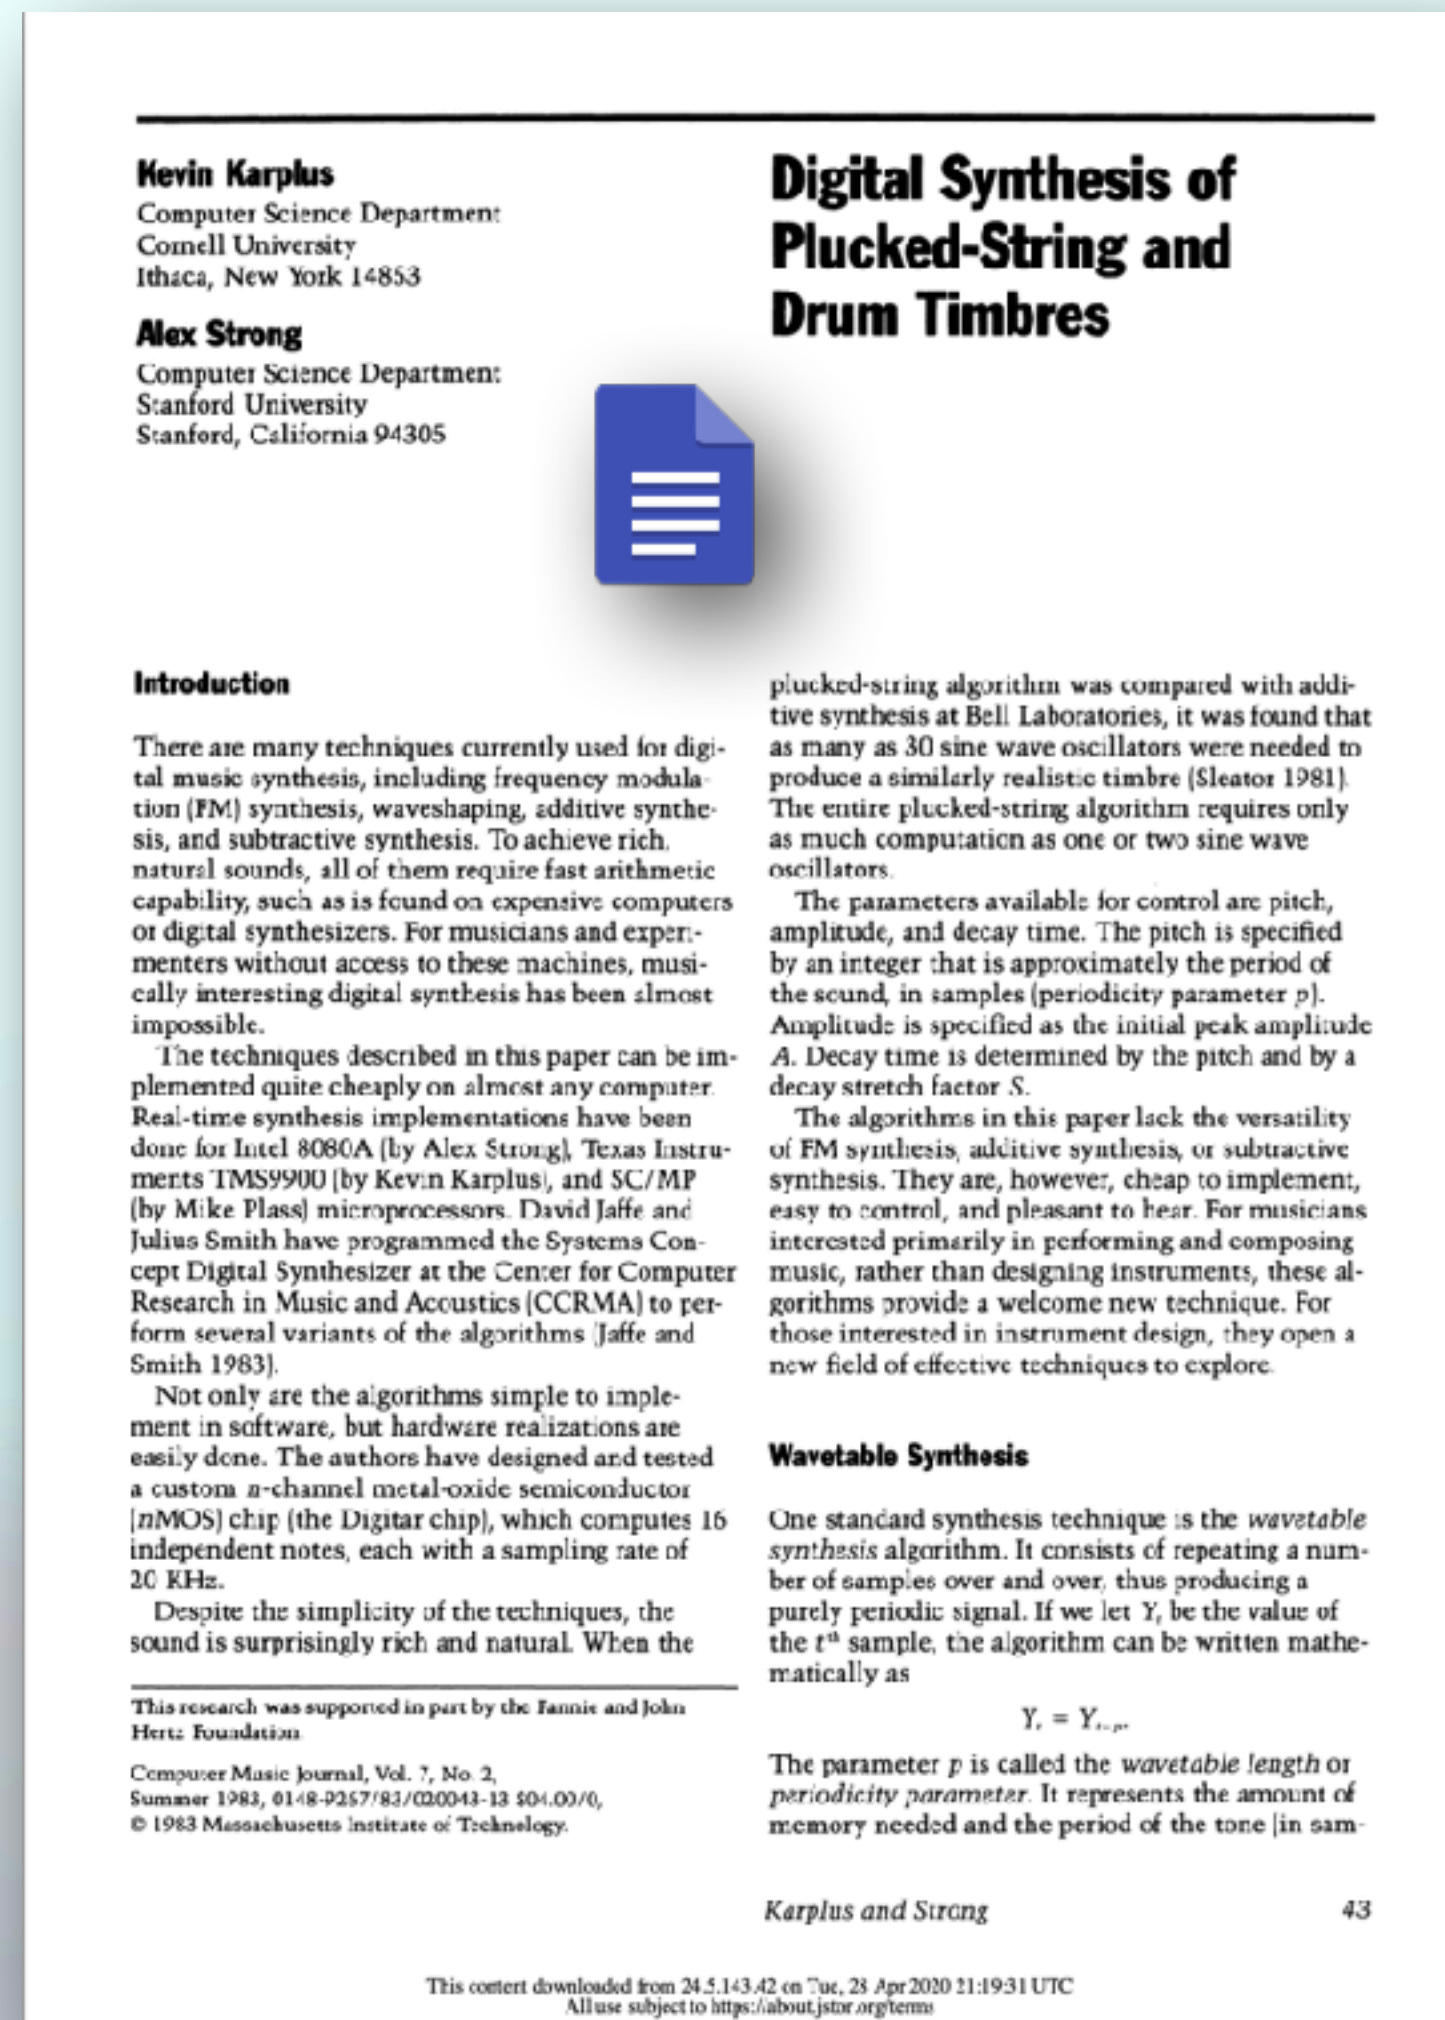 Kevin Karplus
Computer Science Department
Cornell University
Ithaca, New York 14853
Alex Strong
Computer Science Department
Stanford University
Stanford, California 94305
Digital Synthesis of
Plucked-String and
Drum Timbres
Introduction
There are many techniques currently used for digi-
tal music synthesis, including frequency modula-
tion (FM) synthesis, waveshaping, additive synthe-
sis, and subtractive synthesis. To achieve rich,
natural sounds, all of them require fast arithmetic
capability, such as is found on expensive computers
or digital synthesizers. For musicians and experi-
menters without access to these machines, musi-
cally interesting digital synthesis has been almost
impossible.
The techniques described in this paper can be im-
plemented quite cheaply on almost any computer.
Real-time synthesis implementations have been
done for Intel 8080A (by Alex Strong), Texas Instru-
ments TMS9900 (by Kevin Karplus), and SC/MP
(by Mike Plass) microprocessors. David Jaffe and
Julius Smith have programmed the Systems Con-
cept Digital Synthesizer at the Center for Computer
Research in Music and Acoustics (CCRMA) to per-
form several variants of the algorithms (Jaffe and
Smith 1983).
Not only are the algorithms simple to imple-
ment in software, but hardware realizations are
easily done. The authors have designed and tested
a custom n-channel metal-oxide semiconductor
(nMOS) chip (the Digitar chip), which computes 16
independent notes, each with a sampling rate of
20 KHz.
Despite the simplicity of the techniques, the
sound is surprisingly rich and natural. When the
This research was supported in part by the Fannie and John
Hertz Foundation.
Computer Music Journal, Vol. 7, No. 2,
Summer 1983, 0148-9267/83/020043-13 $04.00/0,
© 1983 Massachusetts Institute of Technology.
plucked-string algorithm was compared with addi-
tive synthesis at Bell Laboratories, it was found that
as many as 30 sine wave oscillators were needed to
produce a similarly realistic timbre (Sleator 1981).
The entire plucked-string algorithm requires only
as much computation as one or two sine wave
oscillators.
The parameters available for control are pitch,
amplitude, and decay time. The pitch is specified
by an integer that is approximately the period of
the sound, in samples (periodicity parameter p).
Amplitude is specified as the initial peak amplitude
A. Decay time is determined by the pitch and by a
decay stretch factor S.
The algorithms in this paper lack the versatility
of FM synthesis, additive synthesis, or subtractive
synthesis. They are, however, cheap to implement,
easy to control, and pleasant to hear. For musicians
interested primarily in performing and composing
music, rather than designing instruments, these al-
gorithms provide a welcome new technique. For
those interested in instrument design, they open a
new field of effective techniques to explore.
Wavetable Synthesis
One standard synthesis technique is the wavetable
synthesis algorithm. It consists of repeating a num-
ber of samples over and over, thus producing a
purely periodic signal. If we let Yₜ be the value of
the tᵗʰ sample, the algorithm can be written mathe-
matically as
Yₜ = Yₜ₋ₚ.
The parameter p is called the wavetable length or
periodicity parameter. It represents the amount of
memory needed and the period of the tone (in sam-
Karplus and Strong
43
This content downloaded from 24.5.143.42 on Tue, 28 Apr 2020 21:19:31 UTC
All use subject to https://about.jstor.org/terms